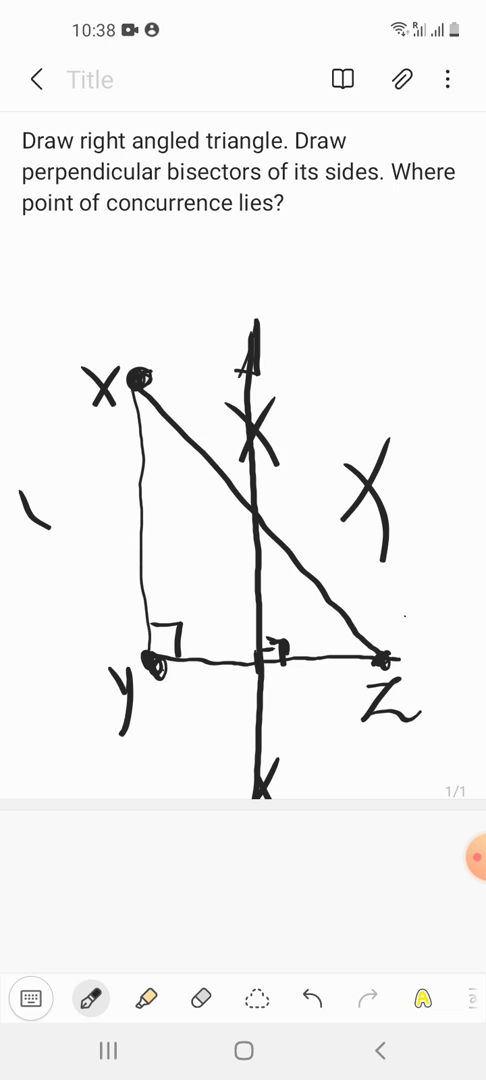 10:38
Title
Draw right angled triangle. Draw
perpendicular bisectors of its sides. Where
point of concurrence lies?
X
y
Z
1/1
A